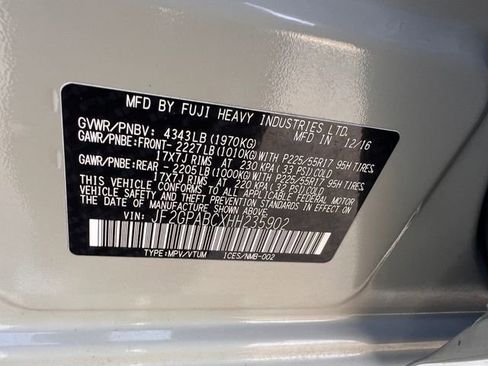 MFD BY FUJI HEAVY INDUSTRIES LTD. 12/16
GVWR/PNBV: 4343LB(1970KG)
GAWR/PNBE:FRONT- 2227LB(1010KG)WITH P225/55R17 95H TIRES,
17X7J RIMS AT 230 KPA(33 PSI)COLD
GAWR/PNBE:REAR- 2205LB(1000KG)WITH P225/55R17 95H TIRES,
17X7J RIMS AT 220 KPA(32 PSI)COLD
THIS VEHICLE CONFORMS TO ALL APPLICABLE FEDERAL MOTOR
VEHICLE SAFETY AND THEFT PREVENTION STANDARDS IN EFFECT
ON THE DATE OF MANUFACTURE SHOWN ABOVE.
VIN: JF2GPABCXHH235902
TYPE:MPV/VTUM ICES/NMB-002